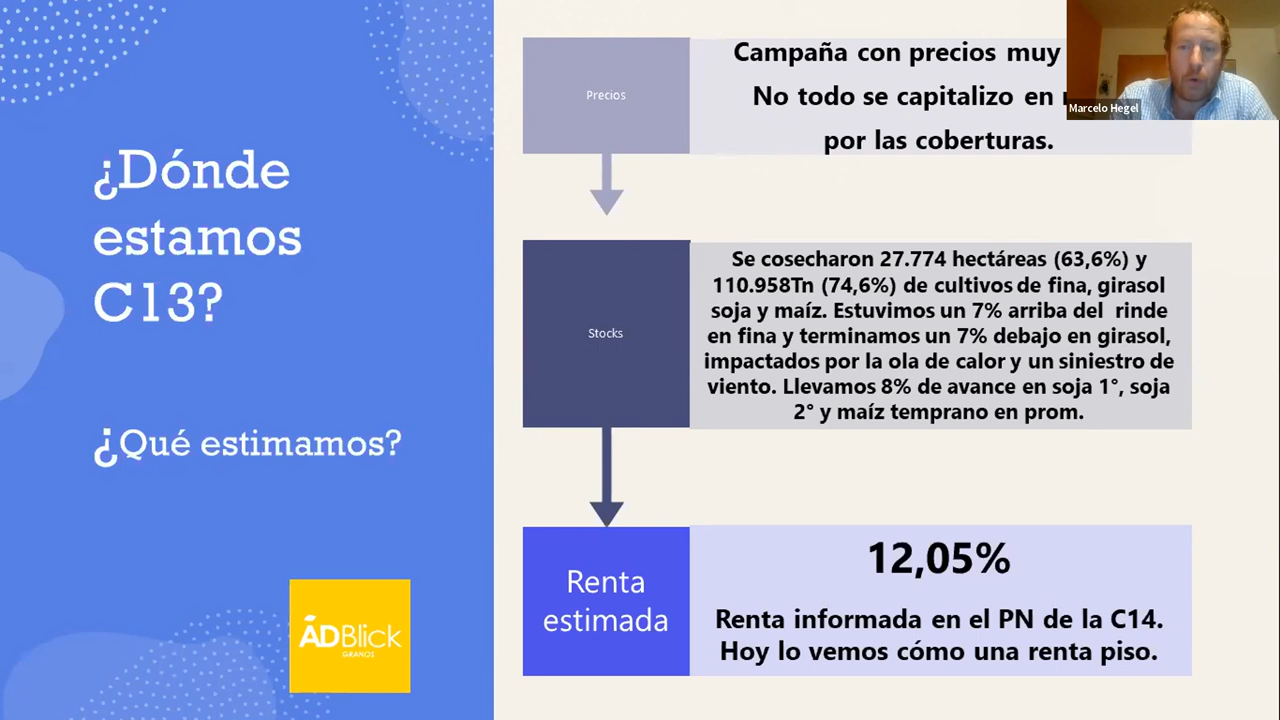 ¿Dónde
estamos
C13?
¿Qué estimamos?
ADBlick
GRANOS
Precios
Campaña con precios muy
No todo se capitalizo en
por las coberturas.
Marcelo Hegel
Stocks
Se cosecharon 27.774 hectáreas (63,6%) y
110.958Tn (74,6%) de cultivos de fina, girasol
soja y maíz. Estuvimos un 7% arriba del rinde
en fina y terminamos un 7% debajo en girasol,
impactados por la ola de calor y un siniestro de
viento. Llevamos 8% de avance en soja 1°, soja
2° y maíz temprano en prom.
Renta
estimada
12,05%
Renta informada en el PN de la C14.
Hoy lo vemos cómo una renta piso.